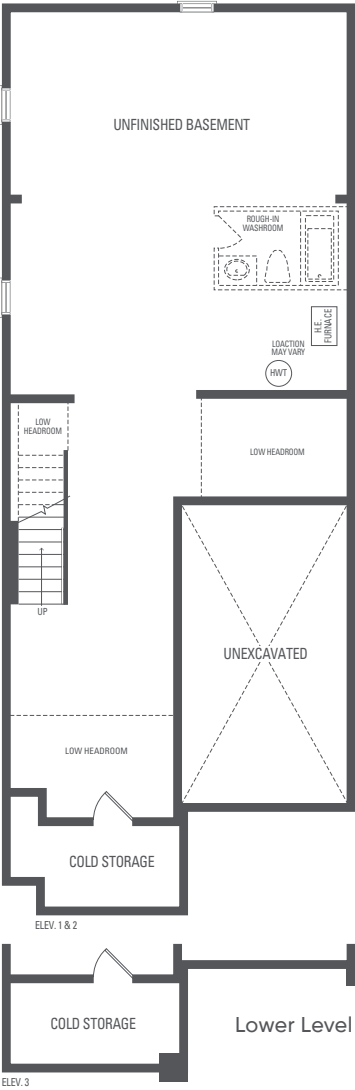 UNFINISHED BASEMENT
ROUGH-IN
WASHROOM
H.E.
FURNACE
LOACTION
MAY VARY
HWT
LOW
HEADROOM
LOW HEADROOM
UP
UNEXCAVATED
LOW HEADROOM
COLD STORAGE
ELEV. 1 & 2
COLD STORAGE
Lower Level
ELEV. 3